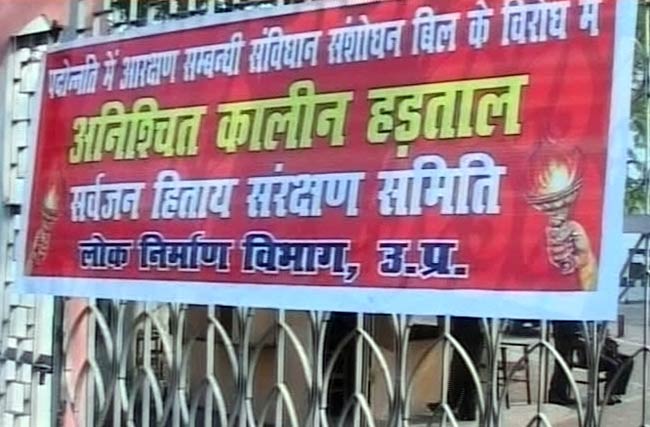 पदोन्नति में आरक्षण सम्बन्धी संविधान संशोधन बिल के विरोध में
अनिश्चित कालीन हड़ताल
सर्वजन हिताय संरक्षण समिति
लोक निर्माण विभाग, उ.प्र.